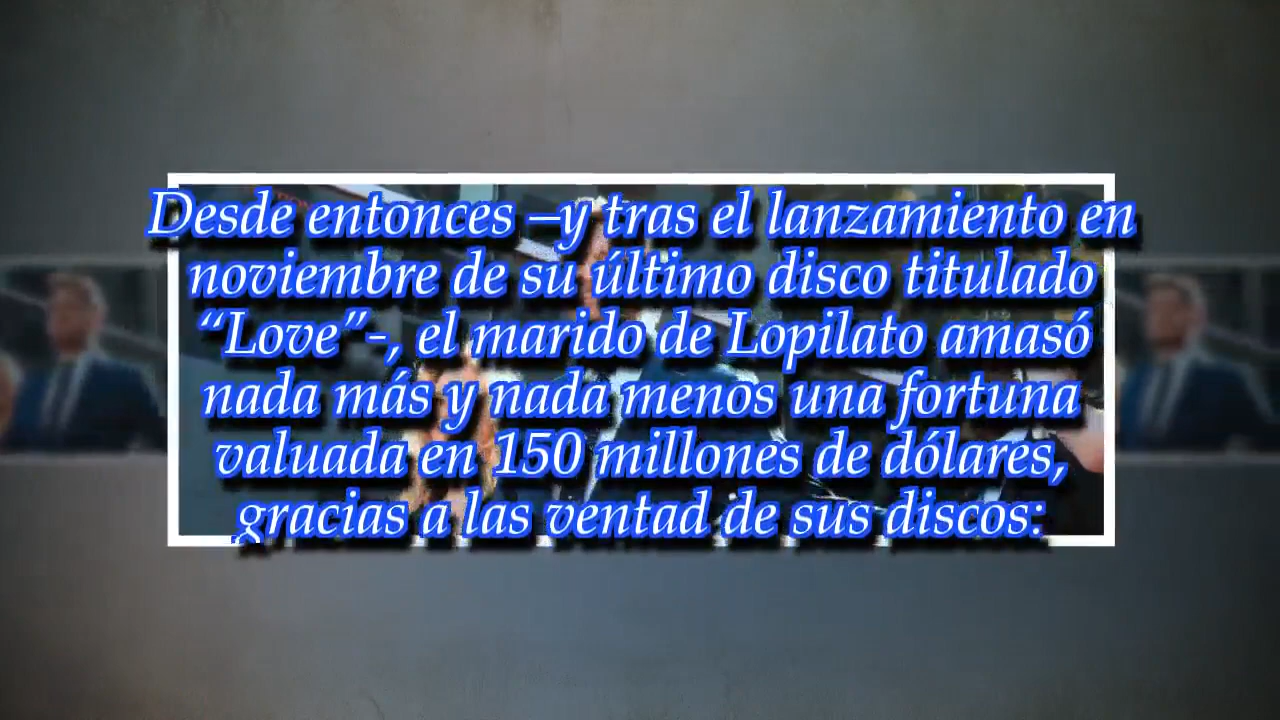 Desde entonces –y tras el lanzamiento en
noviembre de su último disco titulado
“Love”-, el marido de Lopilato amasó
nada más y nada menos una fortuna
valuada en 150 millones de dólares,
gracias a las ventad de sus discos: